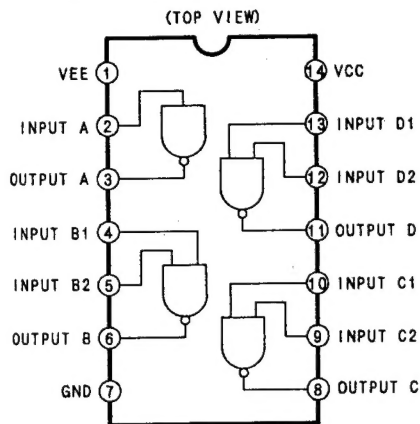 (TOP VIEW)
VEE 1
14 VCC
INPUT A 2
13 INPUT D1
OUTPUT A 3
12 INPUT D2
INPUT B1 4
11 OUTPUT D
INPUT B2 5
10 INPUT C1
OUTPUT B 6
9 INPUT C2
GND 7
8 OUTPUT C